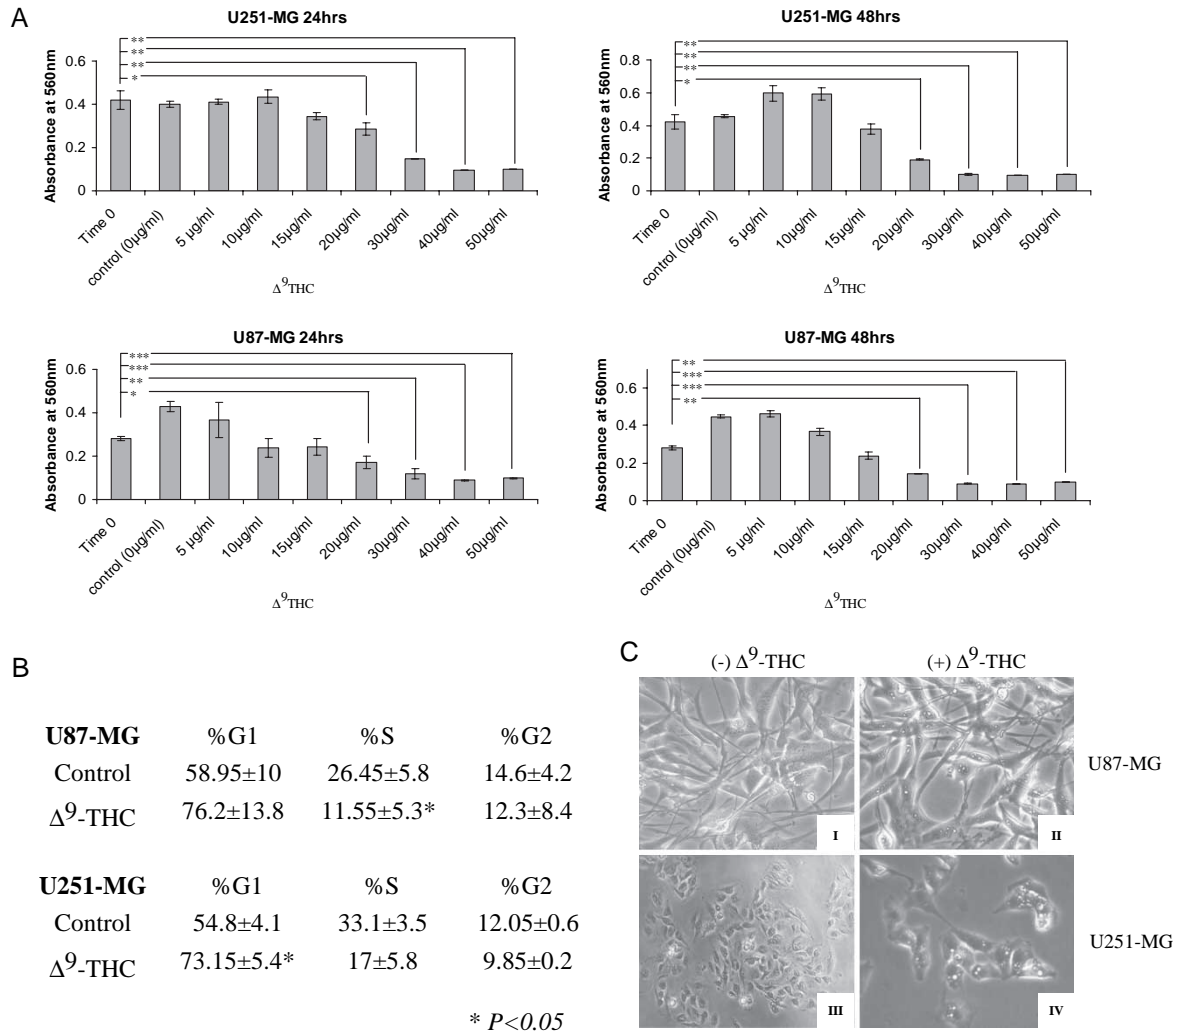 A
U251-MG 24hrs
**
**
**
*
Absorbance at 560nm
0.6
0.4
0.2
0
Time 0
control (0µg/ml)
5 µg/ml
10µg/ml
15µg/ml
20µg/ml
30µg/ml
40µg/ml
50µg/ml
Δ9THC
U251-MG 48hrs
**
**
**
*
Absorbance at 560nm
0.8
0.6
0.4
0.2
0
Time 0
control (0µg/ml)
5 µg/ml
10µg/ml
15µg/ml
20µg/ml
30µg/ml
40µg/ml
50µg/ml
Δ9THC
U87-MG 24hrs
***
***
**
*
Absorbance at 560nm
0.6
0.4
0.2
0
Time 0
control (0µg/ml)
5 µg/ml
10µg/ml
15µg/ml
20µg/ml
30µg/ml
40µg/ml
50µg/ml
Δ9THC
U87-MG 48hrs
**
***
***
**
Absorbance at 560nm
0.6
0.4
0.2
0
Time 0
control (0µg/ml)
5 µg/ml
10µg/ml
15µg/ml
20µg/ml
30µg/ml
40µg/ml
50µg/ml
Δ9THC
B
U87-MG %G1 %S %G2
Control 58.95±10 26.45±5.8 14.6±4.2
Δ9-THC 76.2±13.8 11.55±5.3* 12.3±8.4
U251-MG %G1 %S %G2
Control 54.8±4.1 33.1±3.5 12.05±0.6
Δ9-THC 73.15±5.4* 17±5.8 9.85±0.2
* P<0.05
C
(-) Δ9-THC (+) Δ9-THC
U87-MG
I II
U251-MG
III IV